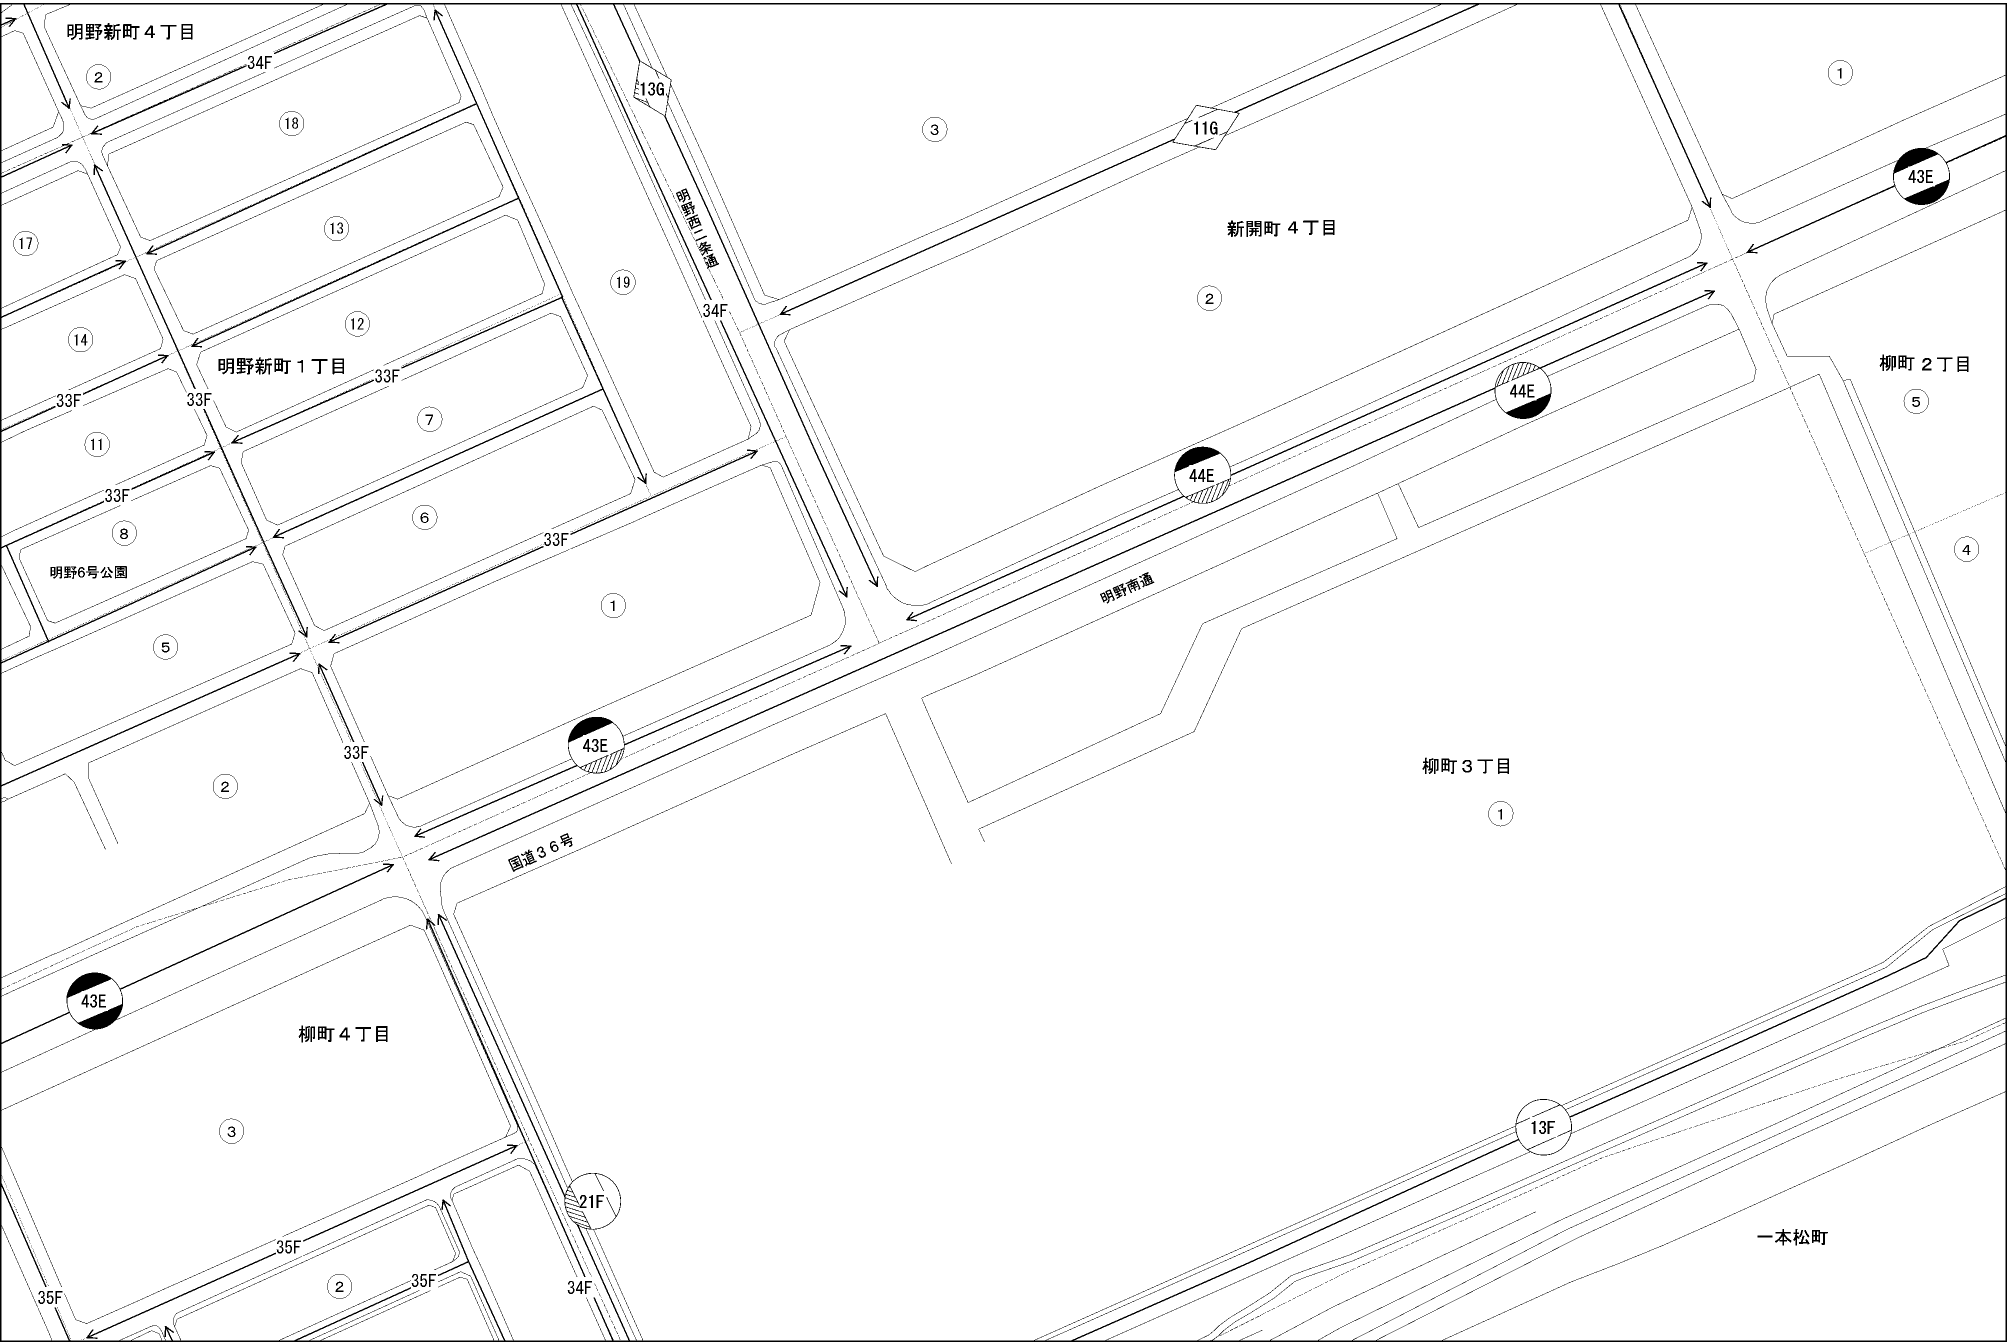 明野新町４丁目
②
34F
13G
①
⑱
③
11G
43E
⑰
⑬
明野西二条通
新開町４丁目
⑲
②
34F
⑭
⑫
明野新町１丁目
33F
柳町２丁目
33F
33F
44E
⑤
⑦
⑪
44E
33F
⑥
⑧
33F
④
明野6号公園
明野南通
①
⑤
33F
43E
柳町３丁目
②
①
国道３６号
43E
柳町４丁目
③
13F
21F
一本松町
35F
35F
②
34F
35F